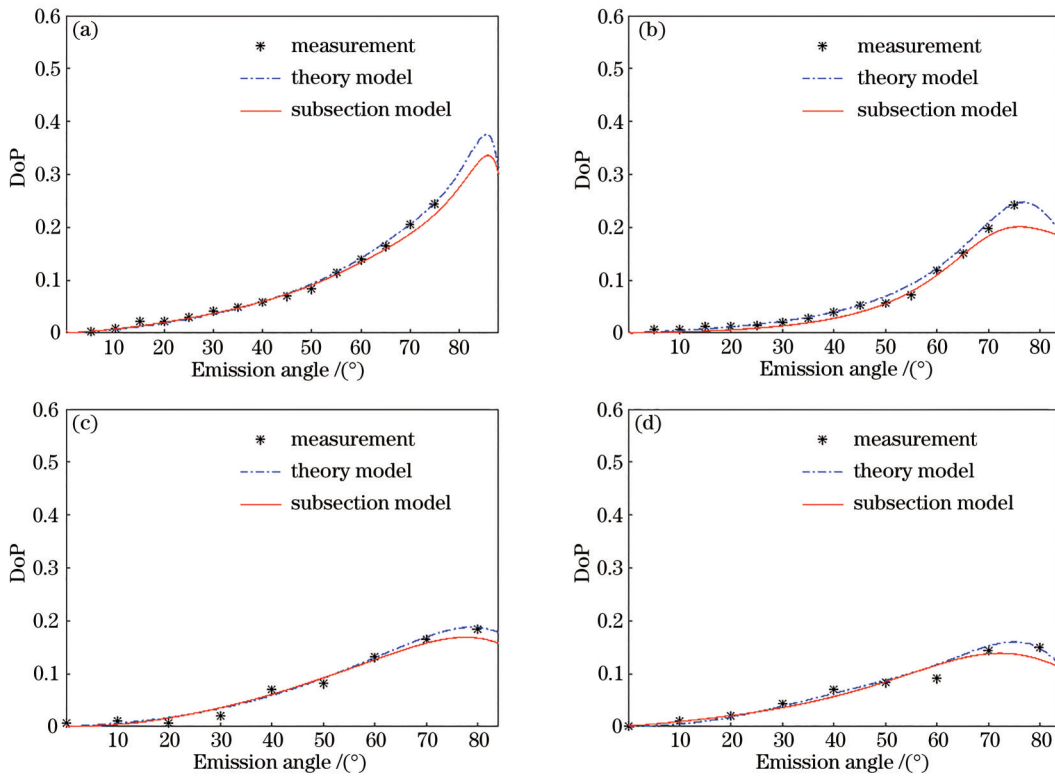 (a)
measurement
theory model
subsection model
0.6
0.5
0.4
0.3
0.2
0.1
0
DoP
10 20 30 40 50 60 70 80
Emission angle /(°)
(b)
measurement
theory model
subsection model
0.6
0.5
0.4
0.3
0.2
0.1
0
DoP
10 20 30 40 50 60 70 80
Emission angle /(°)
(c)
measurement
theory model
subsection model
0.6
0.5
0.4
0.3
0.2
0.1
0
DoP
10 20 30 40 50 60 70 80
Emission angle /(°)
(d)
measurement
theory model
subsection model
0.6
0.5
0.4
0.3
0.2
0.1
0
DoP
10 20 30 40 50 60 70 80
Emission angle /(°)